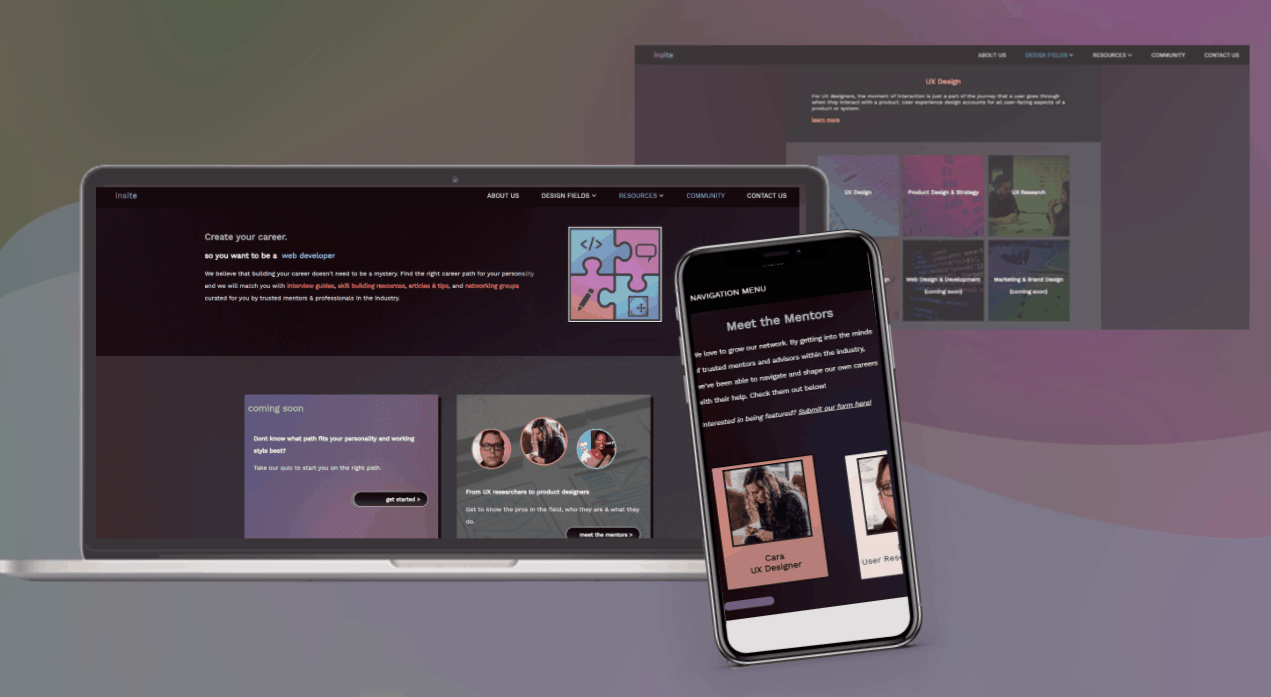 insite
ABOUT US
DESIGN FIELDS
RESOURCES
COMMUNITY
CONTACT US
UX Design
For UX designers, the moment of interaction is just a part of the journey that a user goes through
when they interact with a product. User experience design accounts for all user-facing aspects of a
product or system.
learn more
UX Design
Product Design & Strategy
UX Research
Web Design & Development
(coming soon)
Marketing & Brand Design
(coming soon)
insite
ABOUT US
DESIGN FIELDS
RESOURCES
COMMUNITY
CONTACT US
Create your career.
so you want to be a web developer
We believe that building your career doesn't need to be a mystery. Find the right career path for your personality
and we will match you with interview guides, skill building resources, articles & tips, and networking groups
curated for you by trusted mentors & professionals in the industry.
</>
coming soon
Dont know what path fits your personality and working
style best?
Take our quiz to start you on the right path.
get started >
From UX researchers to product designers
Get to know the pros in the field, who they are & what they
do.
meet the mentors >
NAVIGATION MENU
Meet the Mentors
We love to grow our network. By getting into the minds
of trusted mentors and advisors within the industry,
we've been able to navigate and shape our own careers
with their help. Check them out below!
Interested in being featured? Submit our form here!
Cara
UX Designer
User Rese